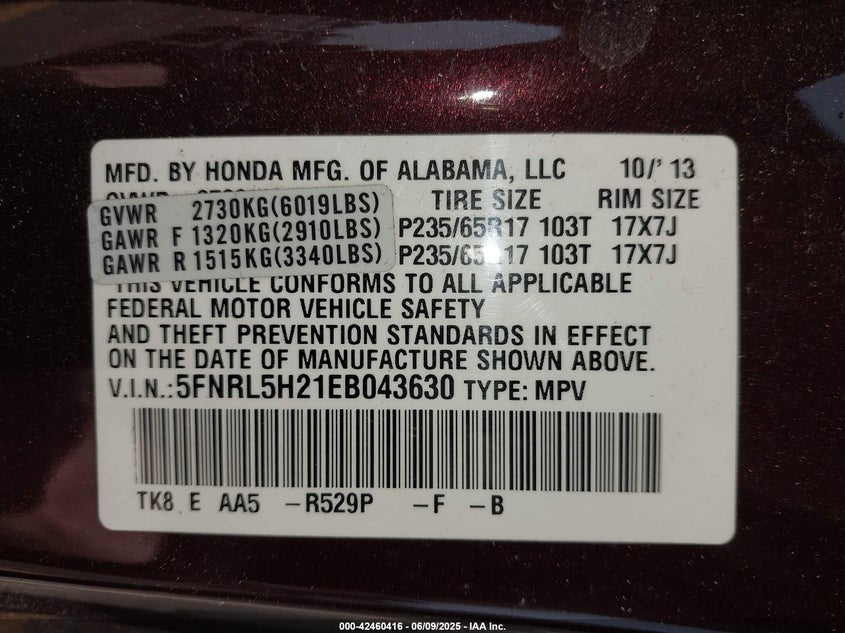 MFD. BY HONDA MFG. OF ALABAMA, LLC 10/' 13
TIRE SIZE RIM SIZE
GVWR 2730KG(6019LBS)
GAWR F 1320KG(2910LBS) P235/65R17 103T 17X7J
GAWR R 1515KG(3340LBS) P235/65R17 103T 17X7J
THIS VEHICLE CONFORMS TO ALL APPLICABLE
FEDERAL MOTOR VEHICLE SAFETY
AND THEFT PREVENTION STANDARDS IN EFFECT
ON THE DATE OF MANUFACTURE SHOWN ABOVE.
V.I.N.:5FNRL5H21EB043630 TYPE: MPV
TK8 E AA5 -R529P -F -B
000-42460416 - 06/09/2025 - IAA Inc.